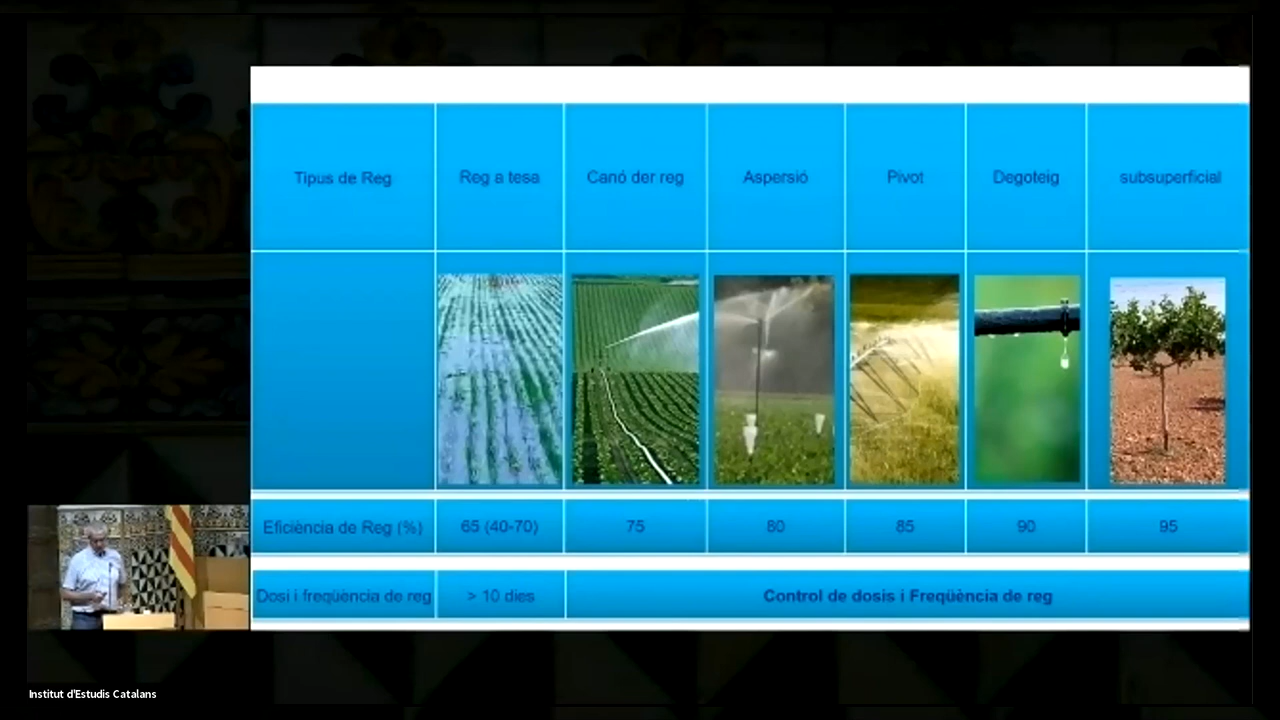 Tipus de Reg Reg a tesa Canó der reg Aspersió Pivot Degoteig subsuperficial
Eficiència de Reg (%) 65 (40-70) 75 80 85 90 95
Dosi i freqüència de reg > 10 dies Control de dosis i Freqüència de reg
Institut d'Estudis Catalans